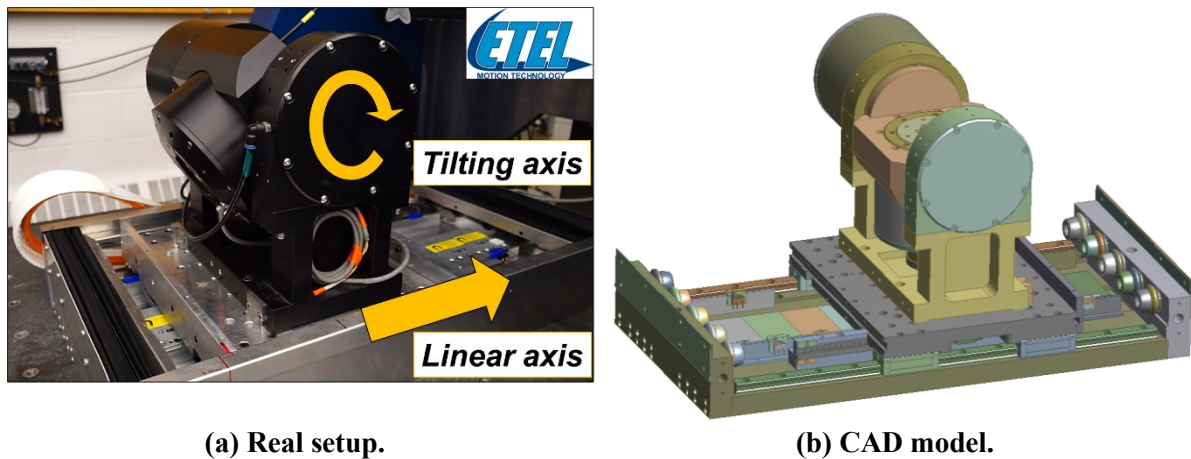 ETEL
MOTION TECHNOLOGY
Tilting axis
Linear axis
(a) Real setup.
(b) CAD model.